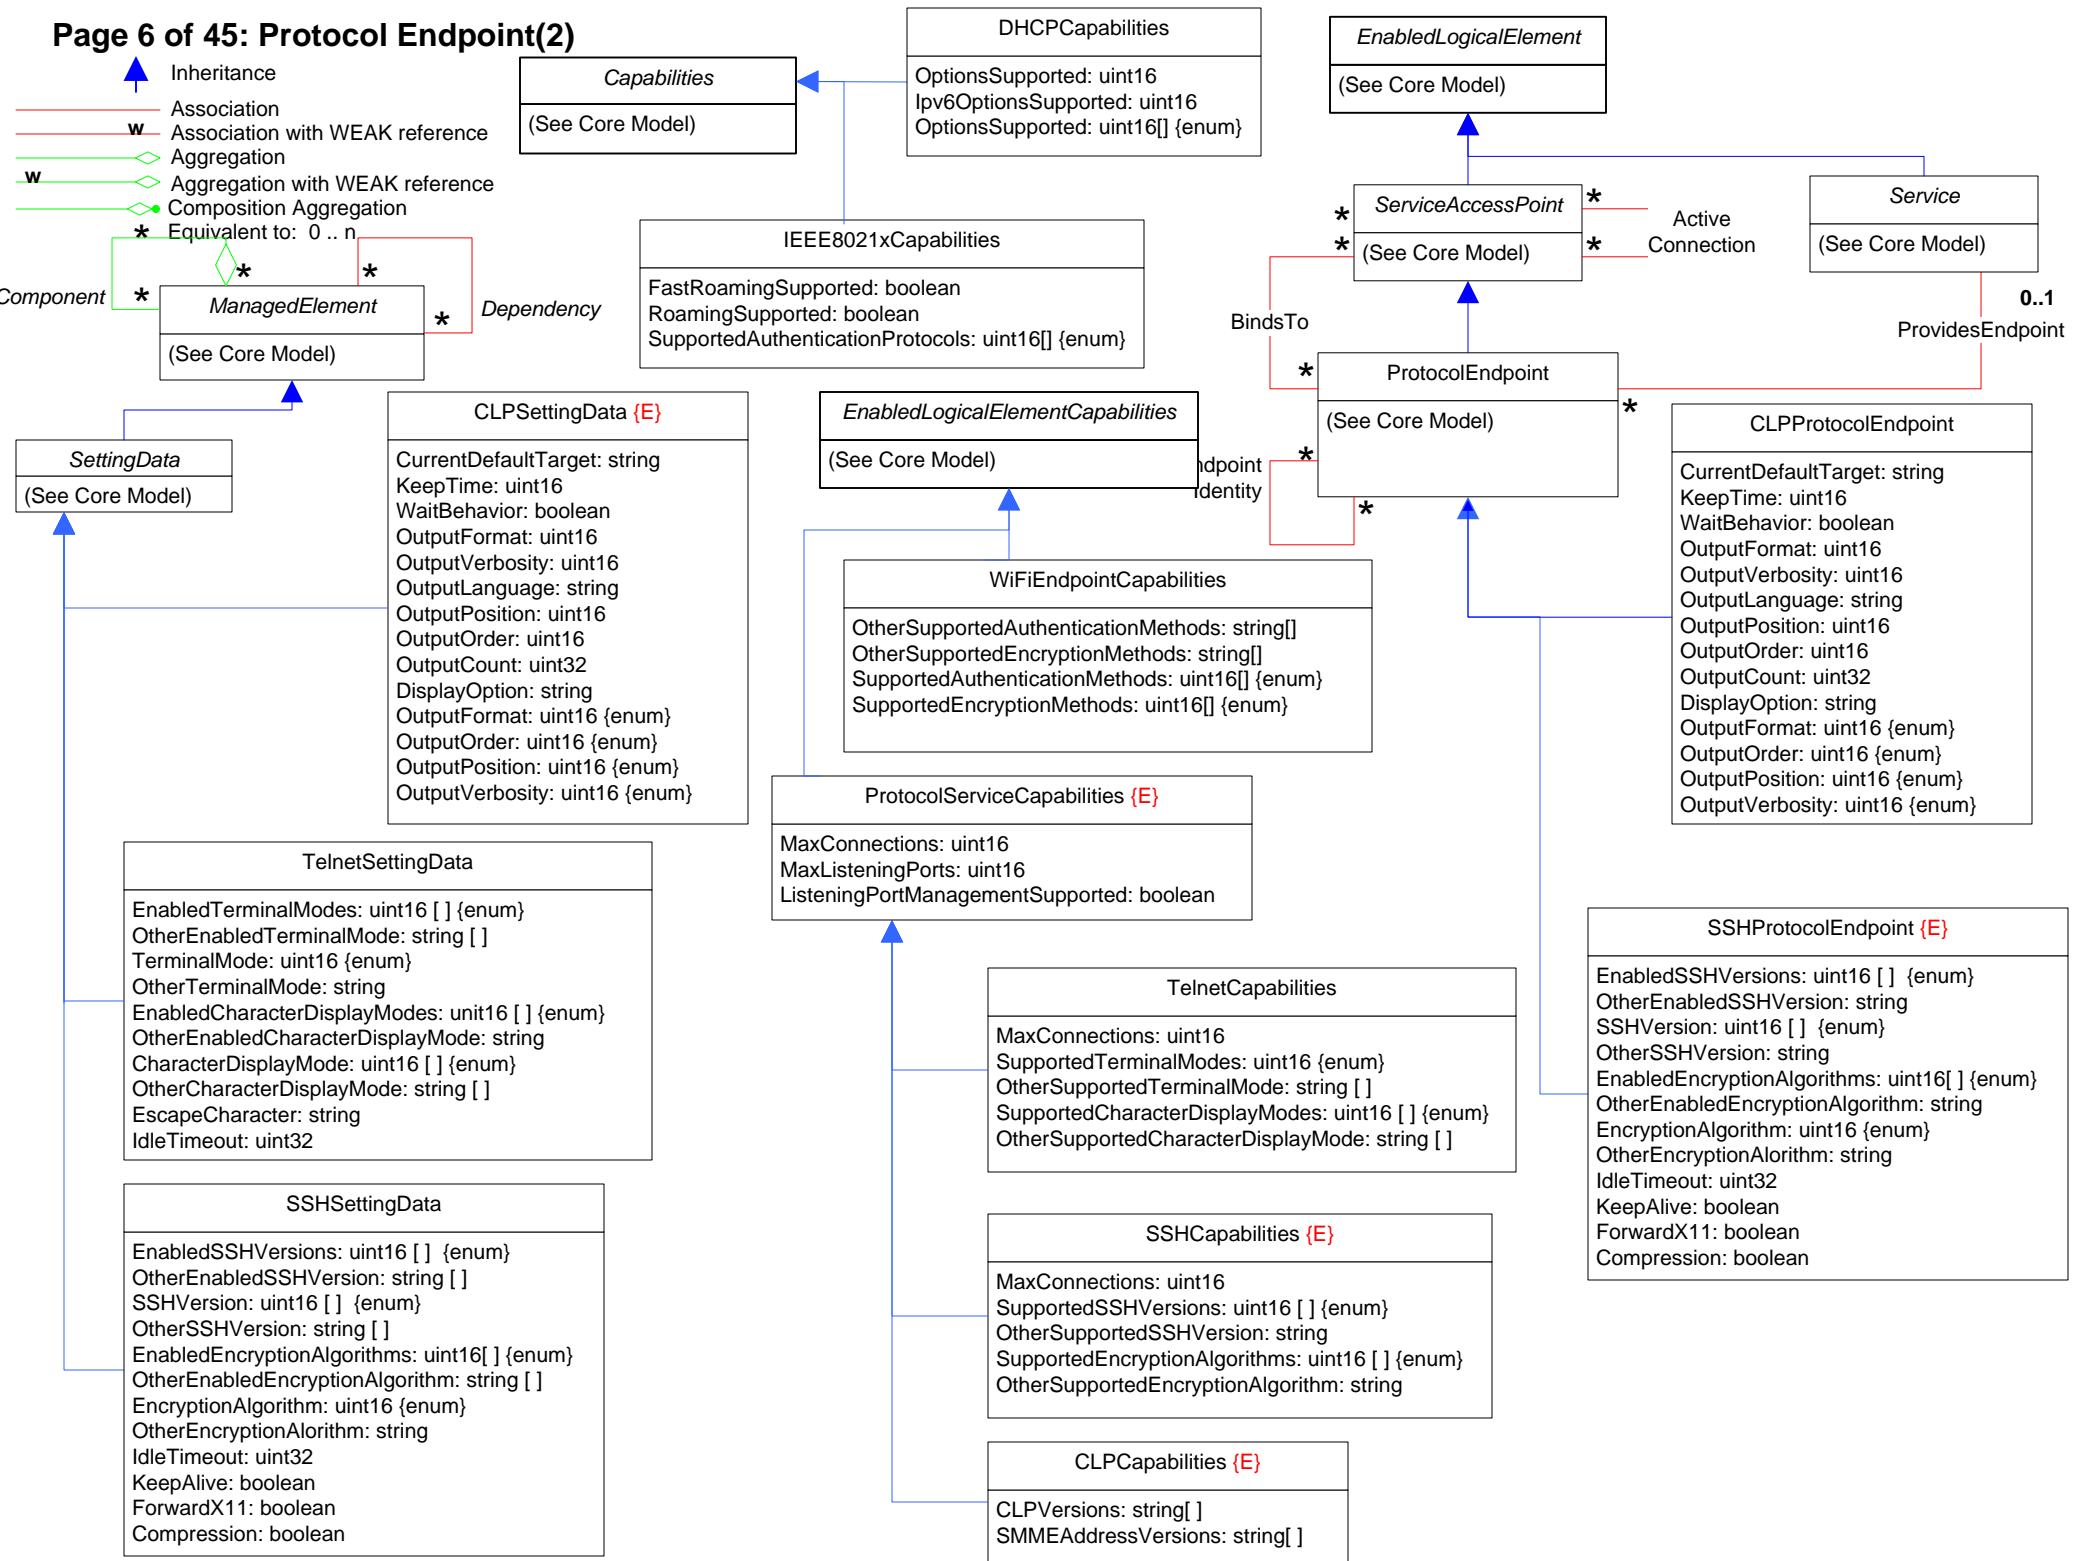 Page 6 of 45: Protocol Endpoint(2)
Inheritance
Association
w
Association with WEAK reference
Aggregation
w
Aggregation with WEAK reference
Composition Aggregation
*
Equivalent to: 0 .. n
Component
*
*
*
*
Dependency
ManagedElement
(See Core Model)
SettingData
(See Core Model)
Capabilities
(See Core Model)
DHCPCapabilities
OptionsSupported: uint16
Ipv6OptionsSupported: uint16
OptionsSupported: uint16[] {enum}
IEEE8021xCapabilities
FastRoamingSupported: boolean
RoamingSupported: boolean
SupportedAuthenticationProtocols: uint16[] {enum}
EnabledLogicalElement
(See Core Model)
ServiceAccessPoint
(See Core Model)
*
*
*
*
Active
Connection
Service
(See Core Model)
0..1
ProvidesEndpoint
BindsTo
*
ProtocolEndpoint
(See Core Model)
*
*
*
ndpoint
Identity
CLPSettingData {E}
CurrentDefaultTarget: string
KeepTime: uint16
WaitBehavior: boolean
OutputFormat: uint16
OutputVerbosity: uint16
OutputLanguage: string
OutputPosition: uint16
OutputOrder: uint16
OutputCount: uint32
DisplayOption: string
OutputFormat: uint16 {enum}
OutputOrder: uint16 {enum}
OutputPosition: uint16 {enum}
OutputVerbosity: uint16 {enum}
EnabledLogicalElementCapabilities
(See Core Model)
WiFiEndpointCapabilities
OtherSupportedAuthenticationMethods: string[]
OtherSupportedEncryptionMethods: string[]
SupportedAuthenticationMethods: uint16[] {enum}
SupportedEncryptionMethods: uint16[] {enum}
CLPProtocolEndpoint
CurrentDefaultTarget: string
KeepTime: uint16
WaitBehavior: boolean
OutputFormat: uint16
OutputVerbosity: uint16
OutputLanguage: string
OutputPosition: uint16
OutputOrder: uint16
OutputCount: uint32
DisplayOption: string
OutputFormat: uint16 {enum}
OutputOrder: uint16 {enum}
OutputPosition: uint16 {enum}
OutputVerbosity: uint16 {enum}
ProtocolServiceCapabilities {E}
MaxConnections: uint16
MaxListeningPorts: uint16
ListeningPortManagementSupported: boolean
TelnetSettingData
EnabledTerminalModes: uint16 [ ] {enum}
OtherEnabledTerminalMode: string [ ]
TerminalMode: uint16 {enum}
OtherTerminalMode: string
EnabledCharacterDisplayModes: unit16 [ ] {enum}
OtherEnabledCharacterDisplayMode: string
CharacterDisplayMode: uint16 [ ] {enum}
OtherCharacterDisplayMode: string [ ]
EscapeCharacter: string
IdleTimeout: uint32
TelnetCapabilities
MaxConnections: uint16
SupportedTerminalModes: uint16 {enum}
OtherSupportedTerminalMode: string [ ]
SupportedCharacterDisplayModes: uint16 [ ] {enum}
OtherSupportedCharacterDisplayMode: string [ ]
SSHProtocolEndpoint {E}
EnabledSSHVersions: uint16 [ ] {enum}
OtherEnabledSSHVersion: string
SSHVersion: uint16 [ ] {enum}
OtherSSHVersion: string
EnabledEncryptionAlgorithms: uint16[ ] {enum}
OtherEnabledEncryptionAlgorithm: string
EncryptionAlgorithm: uint16 {enum}
OtherEncryptionAlorithm: string
IdleTimeout: uint32
KeepAlive: boolean
ForwardX11: boolean
Compression: boolean
SSHSettingData
EnabledSSHVersions: uint16 [ ] {enum}
OtherEnabledSSHVersion: string [ ]
SSHVersion: uint16 [ ] {enum}
OtherSSHVersion: string [ ]
EnabledEncryptionAlgorithms: uint16[ ] {enum}
OtherEnabledEncryptionAlgorithm: string [ ]
EncryptionAlgorithm: uint16 {enum}
OtherEncryptionAlorithm: string
IdleTimeout: uint32
KeepAlive: boolean
ForwardX11: boolean
Compression: boolean
SSHCapabilities {E}
MaxConnections: uint16
SupportedSSHVersions: uint16 [ ] {enum}
OtherSupportedSSHVersion: string
SupportedEncryptionAlgorithms: uint16 [ ] {enum}
OtherSupportedEncryptionAlgorithm: string
CLPCapabilities {E}
CLPVersions: string[ ]
SMMEAddressVersions: string[ ]